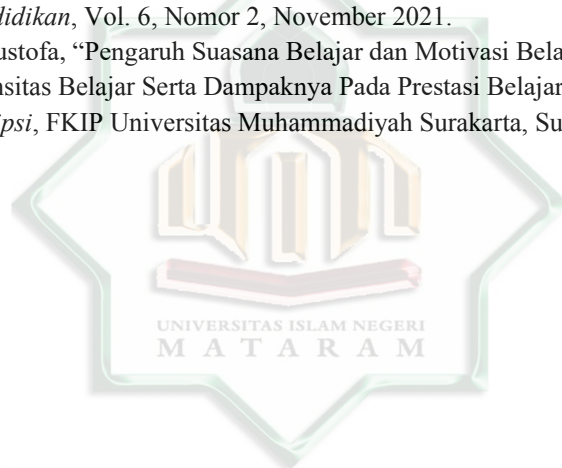 didikan, Vol. 6, Nomor 2, November 2021.
ustofa, “Pengaruh Suasana Belajar dan Motivasi Bela
nsitas Belajar Serta Dampaknya Pada Prestasi Belajar
ipsi, FKIP Universitas Muhammadiyah Surakarta, Su
UNIVERSITAS ISLAM NEGERI
MATARAM